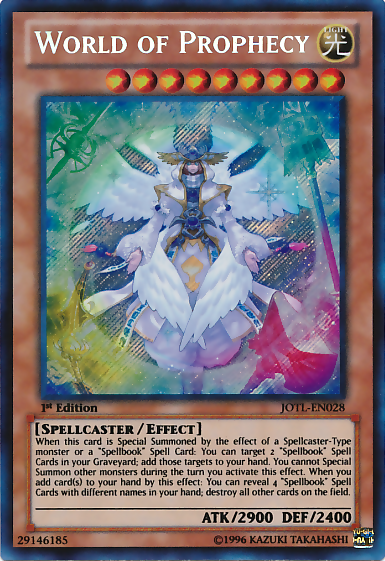 WORLD OF PROPHECY
LIGHT
光
1st Edition
JOTL-EN028
[SPELLCASTER / EFFECT]
When this card is Special Summoned by the effect of a Spellcaster-Type
monster or a "Spellbook" Spell Card: You can target 2 "Spellbook" Spell
Cards in your Graveyard; add those targets to your hand. You cannot Special
Summon other monsters during the turn you activate this effect. When you
add card(s) to your hand by this effect: You can reveal 4 "Spellbook" Spell
Cards with different names in your hand; destroy all other cards on the field.
ATK/2900 DEF/2400
29146185
©1996 KAZUKI TAKAHASHI